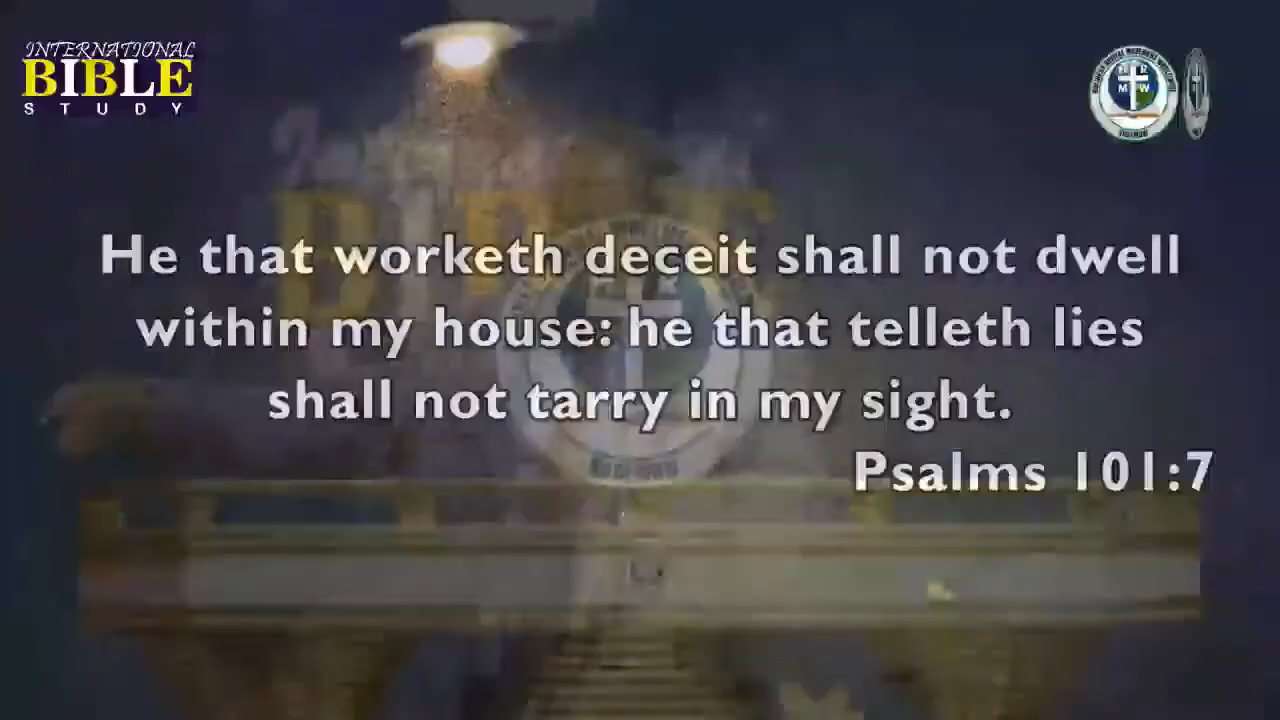 INTERNATIONAL
BIBLE
STUDY
M W
He that worketh deceit shall not dwell
within my house: he that telleth lies
shall not tarry in my sight.
Psalms 101:7